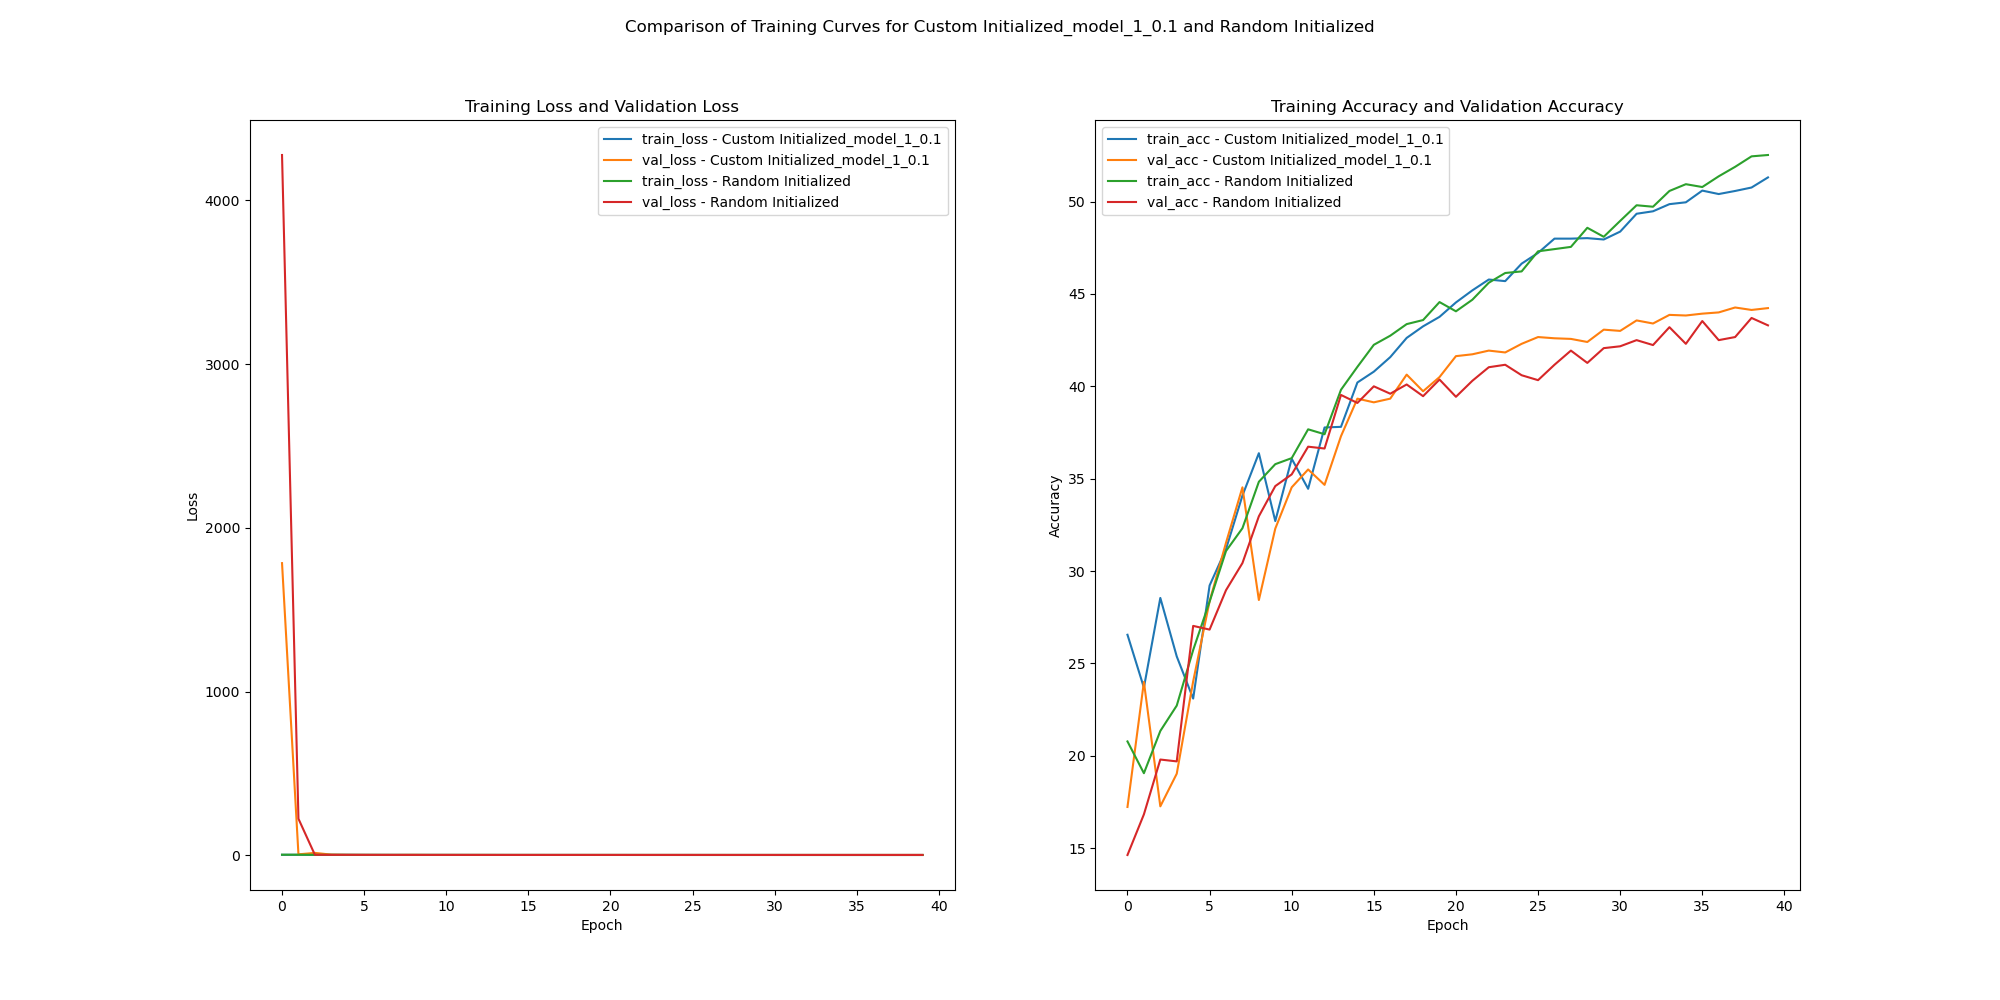 Comparison of Training Curves for Custom Initialized_model_1_0.1 and Random Initialized
Training Loss and Validation Loss
train_loss - Custom Initialized_model_1_0.1
val_loss - Custom Initialized_model_1_0.1
train_loss - Random Initialized
val_loss - Random Initialized
4000
3000
2000
1000
0
Loss
0 5 10 15 20 25 30 35 40
Epoch
Training Accuracy and Validation Accuracy
train_acc - Custom Initialized_model_1_0.1
val_acc - Custom Initialized_model_1_0.1
train_acc - Random Initialized
val_acc - Random Initialized
50
45
40
35
30
25
20
15
Accuracy
0 5 10 15 20 25 30 35 40
Epoch